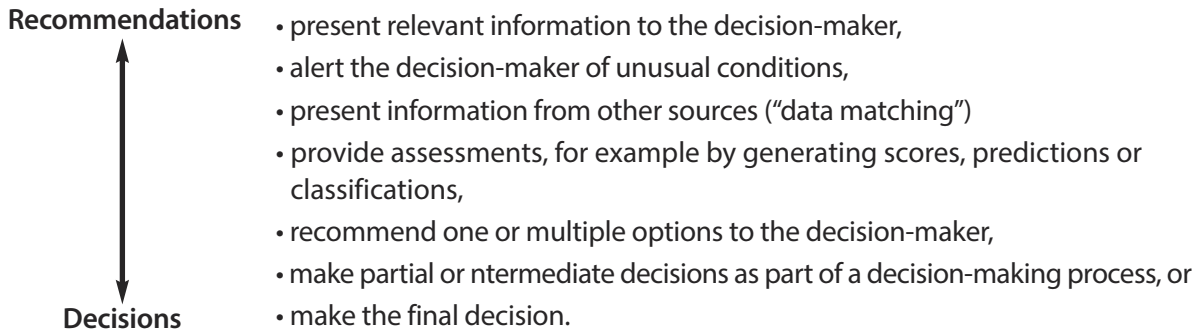 Recommendations
• present relevant information to the decision-maker,
• alert the decision-maker of unusual conditions,
• present information from other sources (“data matching”)
• provide assessments, for example by generating scores, predictions or
classifications,
• recommend one or multiple options to the decision-maker,
• make partial or ntermediate decisions as part of a decision-making process, or
Decisions
• make the final decision.